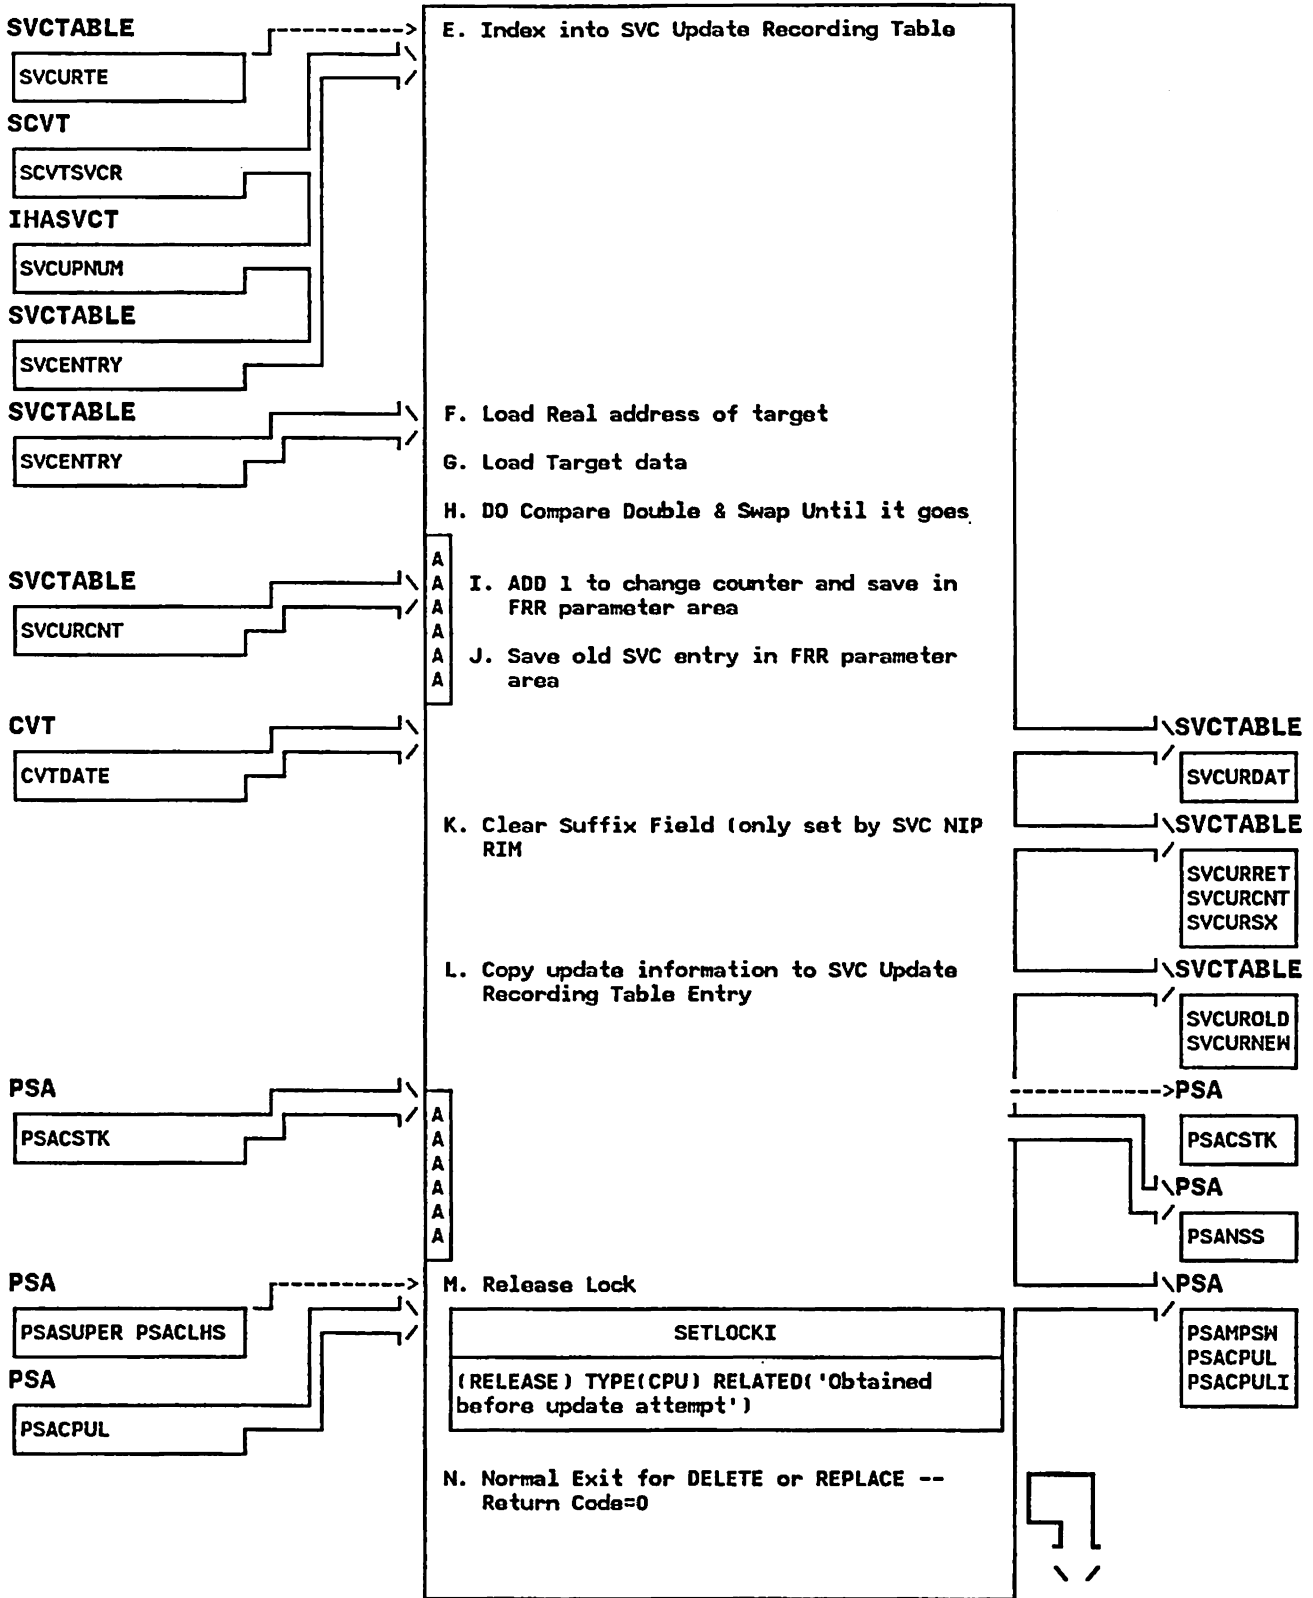 SVCTABLE
SVCURTE
SCVT
SCVTSVCR
IHASVCT
SVCUPNUM
SVCTABLE
SVCENTRY
E. Index into SVC Update Recording Table
SVCTABLE
SVCENTRY
F. Load Real address of target
G. Load Target data
H. DO Compare Double & Swap Until it goes
SVCTABLE
SVCURCNT
A
A
A
A
A
A
I. ADD 1 to change counter and save in
FRR parameter area
J. Save old SVC entry in FRR parameter
area
CVT
CVTDATE
SVCTABLE
SVCURDAT
K. Clear Suffix Field (only set by SVC NIP
RIM
SVCTABLE
SVCURRET
SVCURCNT
SVCURSX
L. Copy update information to SVC Update
Recording Table Entry
SVCTABLE
SVCUROLD
SVCURNEW
PSA
PSACSTK
A
A
A
A
A
A
PSA
PSACSTK
PSA
PSANSS
PSA
PSASUPER PSACLHS
PSA
PSACPUL
M. Release Lock
SETLOCKI
(RELEASE) TYPE(CPU) RELATED('Obtained
before update attempt')
PSA
PSAMPSW
PSACPUL
PSACPULI
N. Normal Exit for DELETE or REPLACE --
Return Code=0